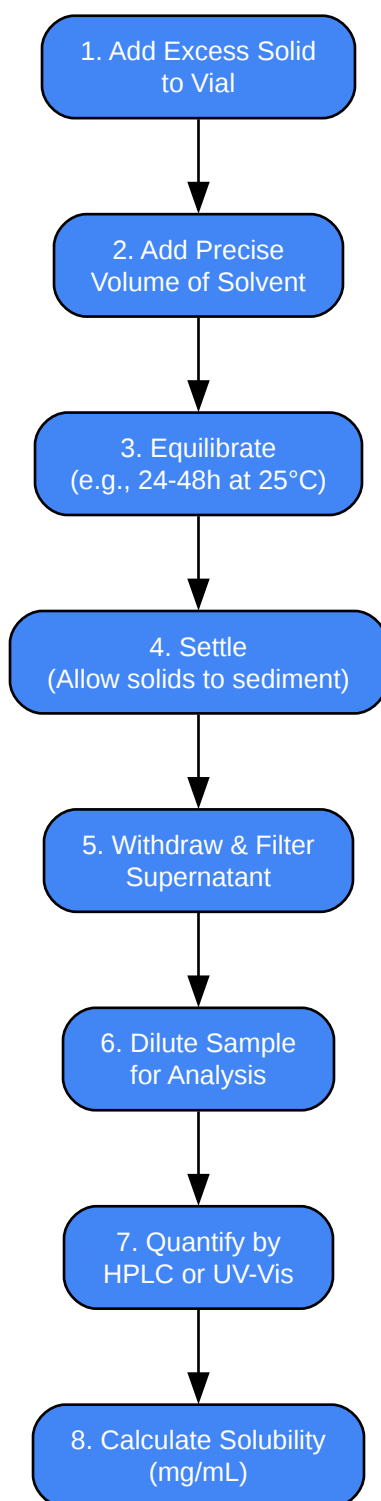 1. Add Excess Solid
to Vial
2. Add Precise
Volume of Solvent
3. Equilibrate
(e.g., 24-48h at 25°C)
4. Settle
(Allow solids to sediment)
5. Withdraw & Filter
Supernatant
6. Dilute Sample
for Analysis
7. Quantify by
HPLC or UV-Vis
8. Calculate Solubility
(mg/mL)